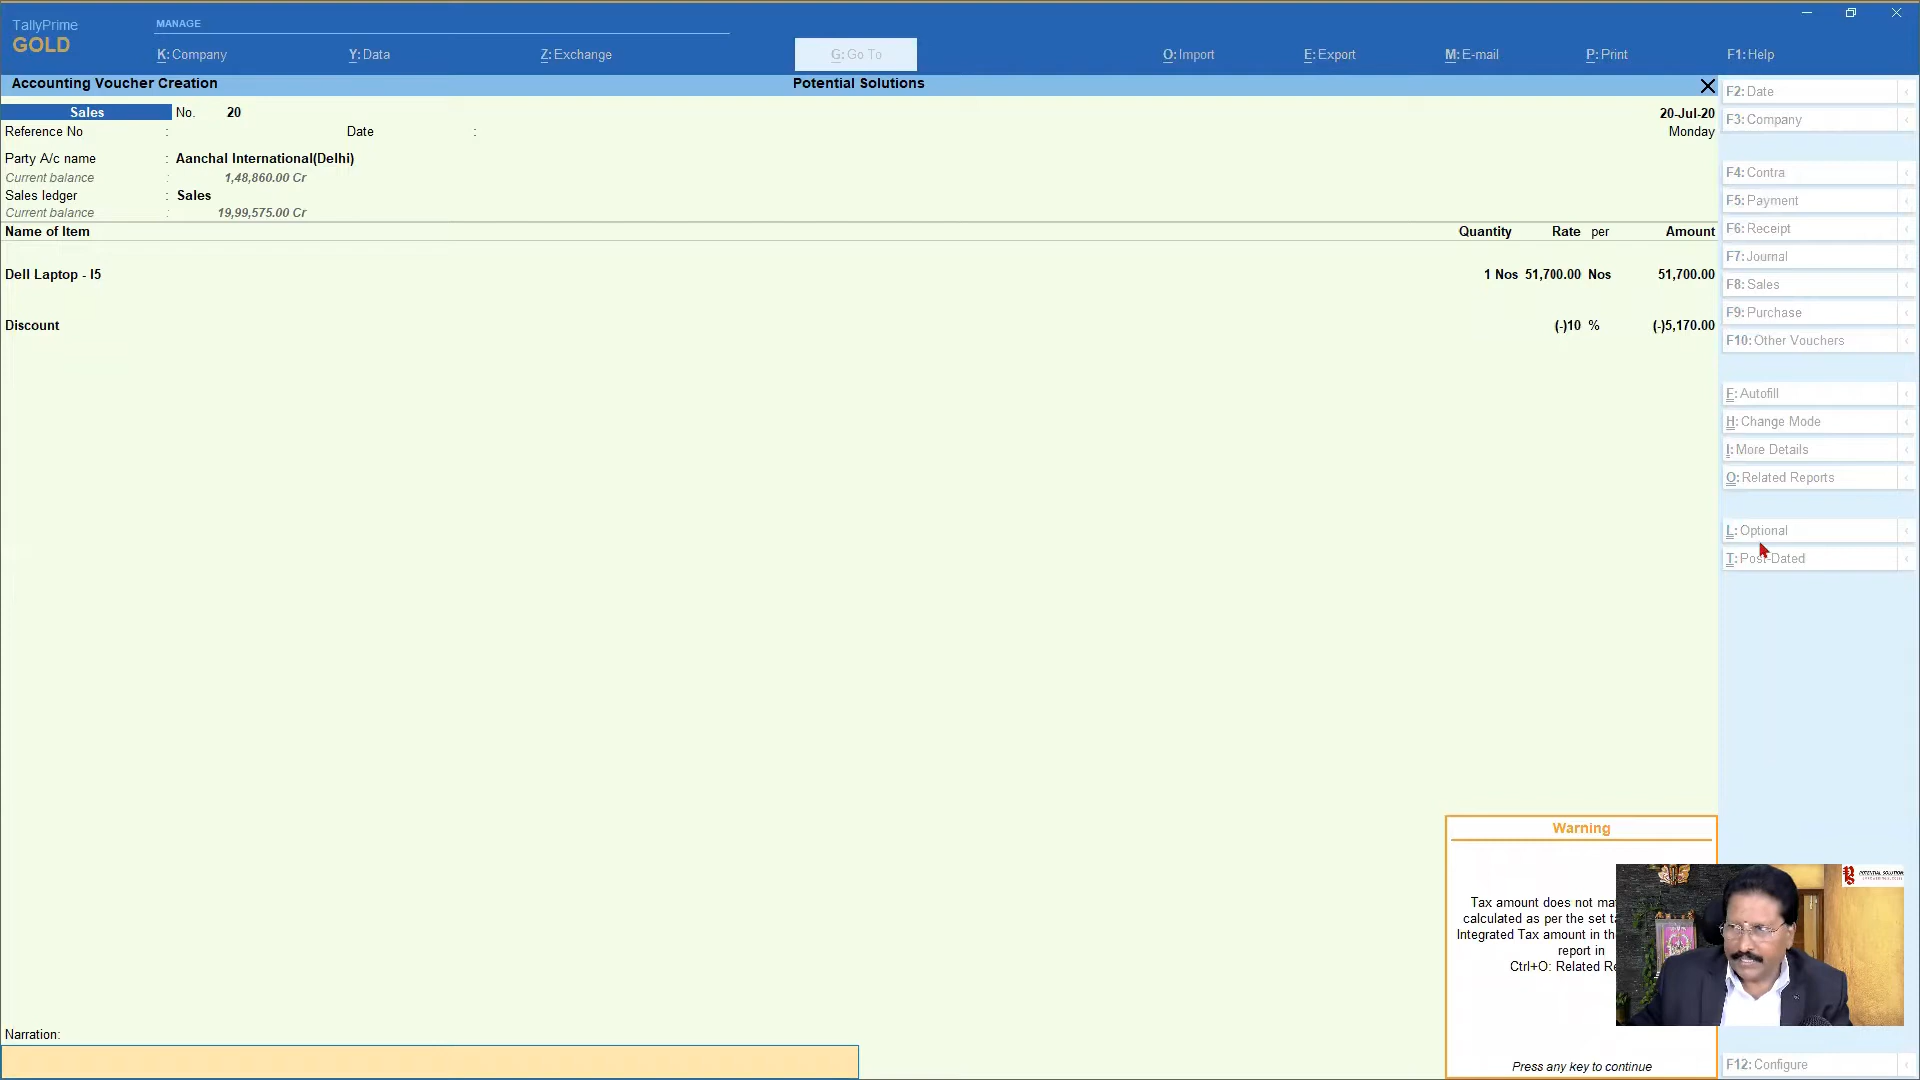 TallyPrime
GOLD
MANAGE
K: Company
Y: Data
Z: Exchange
G: Go To
O: Import
E: Export
M: E-mail
P: Print
F1: Help
Accounting Voucher Creation
Potential Solutions
Sales No. 20
20-Jul-20
Reference No : Date :
Monday
Party A/c name : Aanchal International(Delhi)
Current balance : 1,48,860.00 Cr
Sales ledger : Sales
Current balance : 19,99,575.00 Cr
Name of Item Quantity Rate per Amount
Dell Laptop - I5 1 Nos 51,700.00 Nos 51,700.00
Discount (-)10 % (-)5,170.00
F2: Date
F3: Company
F4: Contra
F5: Payment
F6: Receipt
F7: Journal
F8: Sales
F9: Purchase
F10: Other Vouchers
F: Autofill
H: Change Mode
I: More Details
O: Related Reports
L: Optional
T: Post-Dated
Warning
Tax amount does not
calculated as per the set
Integrated Tax amount in
report in
Ctrl+O: Related
Press any key to continue
POTENTIAL SOLUTIONS
Narration:
F12: Configure